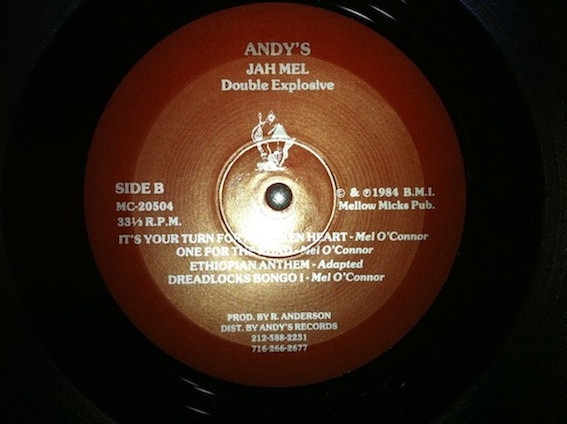 ANDY'S
JAH MEL
Double Explosive
SIDE B
MC-20504
33⅓ R.P.M.
© & ℗ 1984 B.M.I.
Mellow Micks Pub.
IT'S YOUR TURN FOR HEART - Mel O'Connor
ONE FOR THE - Mel O'Connor
ETHIOPIAN ANTHEM - Adapted
DREADLOCKS BONGO I - Mel O'Connor
PROD. BY R. ANDERSON
DIST. BY ANDY'S RECORDS
212-588-2231
716-266-2677